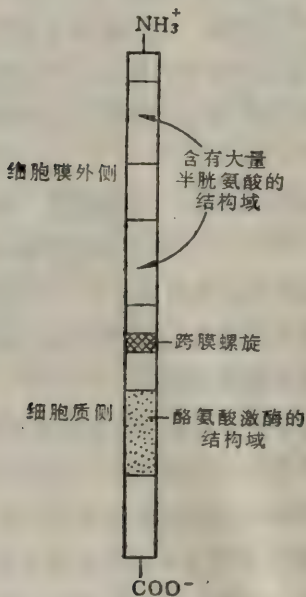 NH₃⁺
细胞膜外侧
含有大量
半胱氨酸的
结构域
跨膜螺旋
细胞质侧
酪氨酸激酶的
结构域
COO⁻